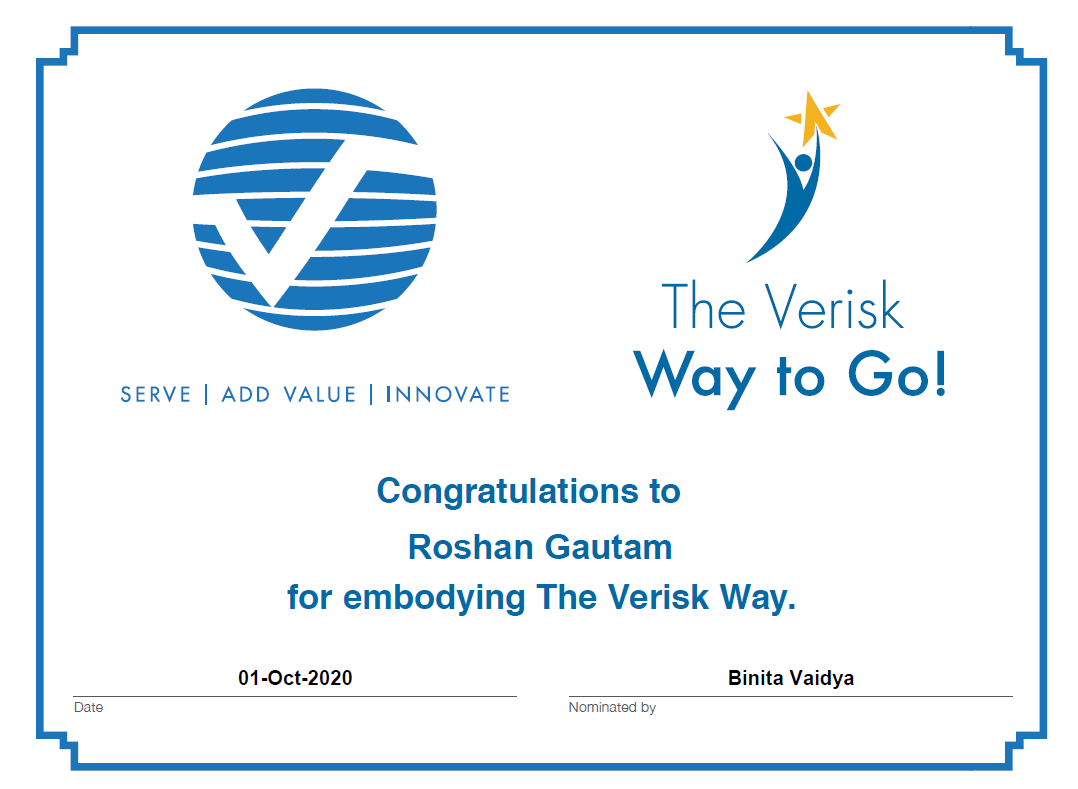 SERVE | ADD VALUE | INNOVATE
The Verisk
Way to Go!
Congratulations to
Roshan Gautam
for embodying The Verisk Way.
01-Oct-2020
Date
Binita Vaidya
Nominated by